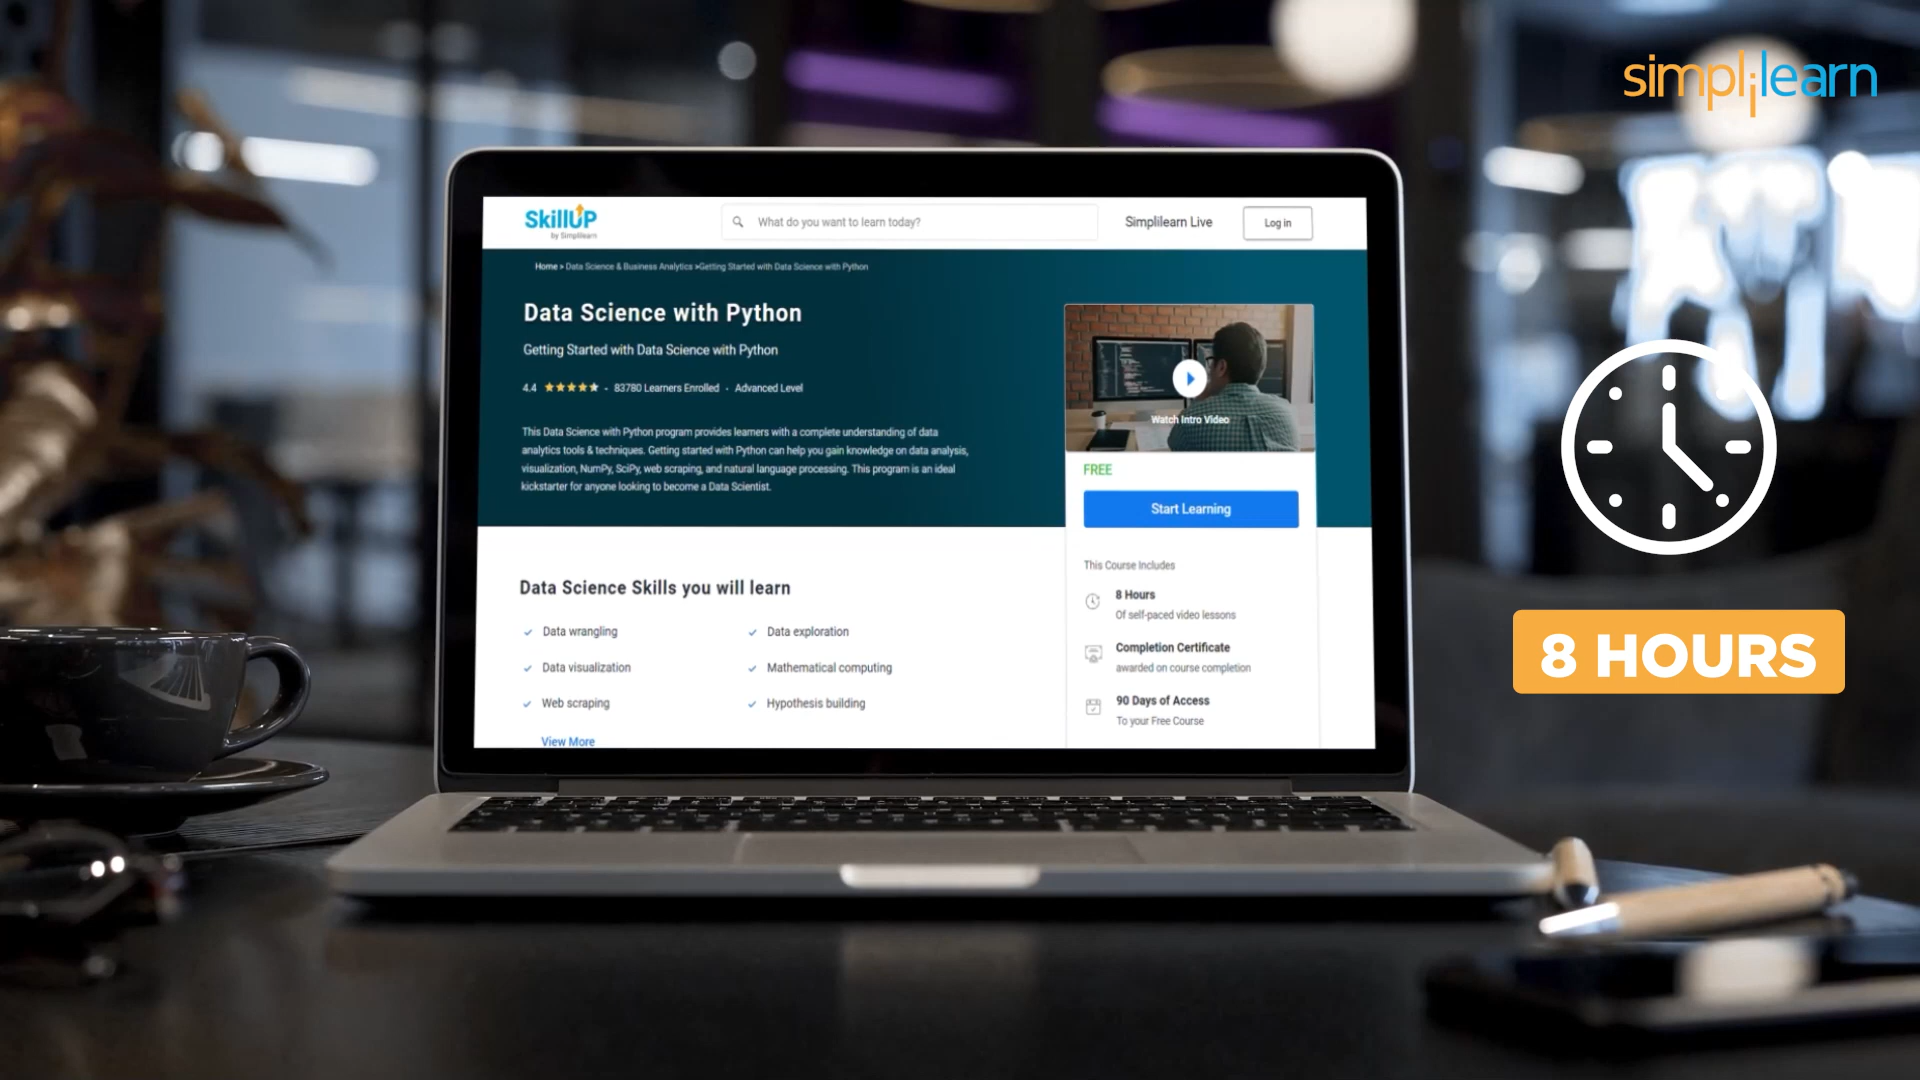 simplilearn
SkillUP
by Simplilearn
What do you want to learn today?
Simplilearn Live
Log in
Home > Data Science & Business Analytics >Getting Started with Data Science with Python
Data Science with Python
Getting Started with Data Science with Python
4.4 - 83780 Learners Enrolled - Advanced Level
This Data Science with Python program provides learners with a complete understanding of data
analytics tools & techniques. Getting started with Python can help you gain knowledge on data analysis,
visualization, NumPy, SciPy, web scraping, and natural language processing. This program is an ideal
kickstarter for anyone looking to become a Data Scientist.
Watch Intro Video
FREE
Start Learning
Data Science Skills you will learn
Data wrangling
Data exploration
Data visualization
Mathematical computing
Web scraping
Hypothesis building
View More
This Course Includes
8 Hours
Of self-paced video lessons
Completion Certificate
awarded on course completion
90 Days of Access
To your Free Course
8 HOURS